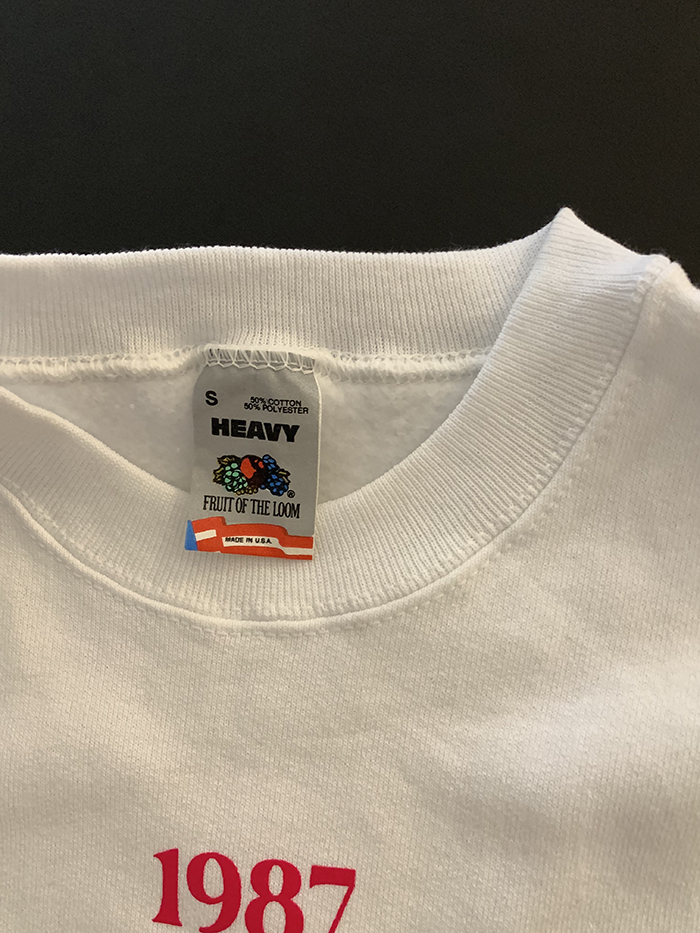 S
50% COTTON
50% POLYESTER
HEAVY
®
FRUIT OF THE LOOM
MADE IN U.S.A.
1987